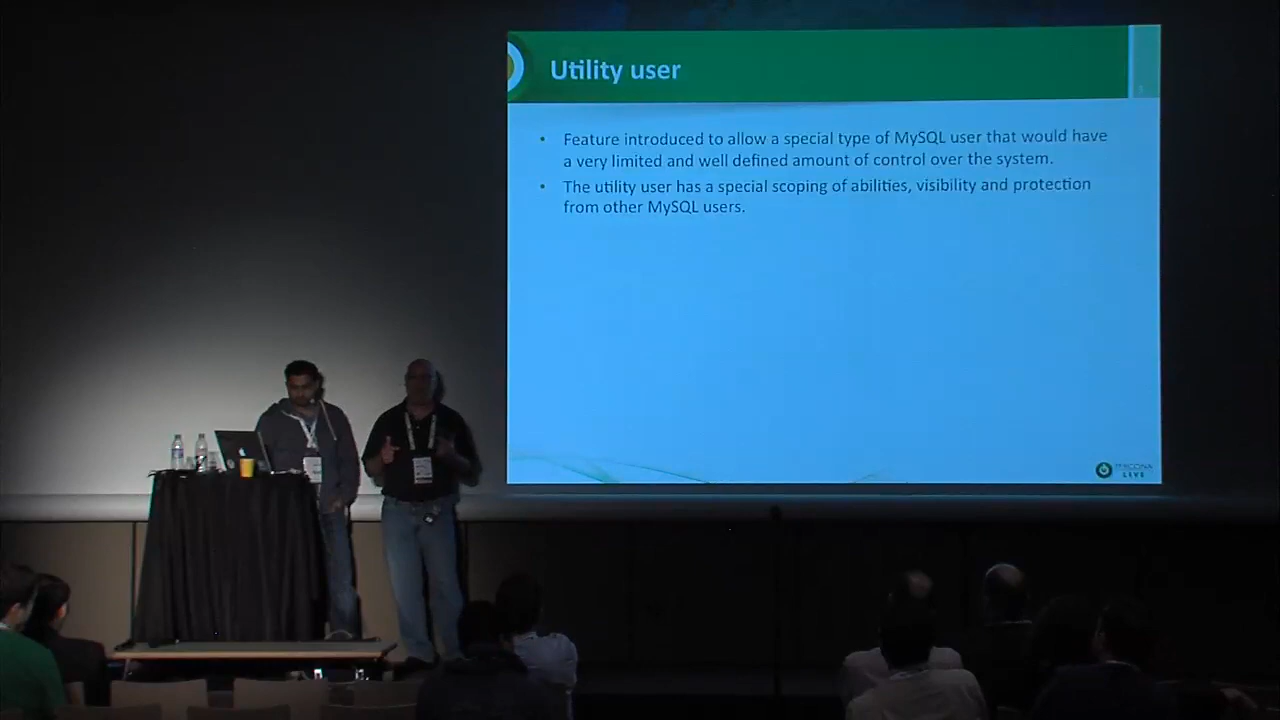 Utility user
• Feature introduced to allow a special type of MySQL user that would have
a very limited and well defined amount of control over the system.
• The utility user has a special scoping of abilities, visibility and protection
from other MySQL users.
PERCONA
LIVE